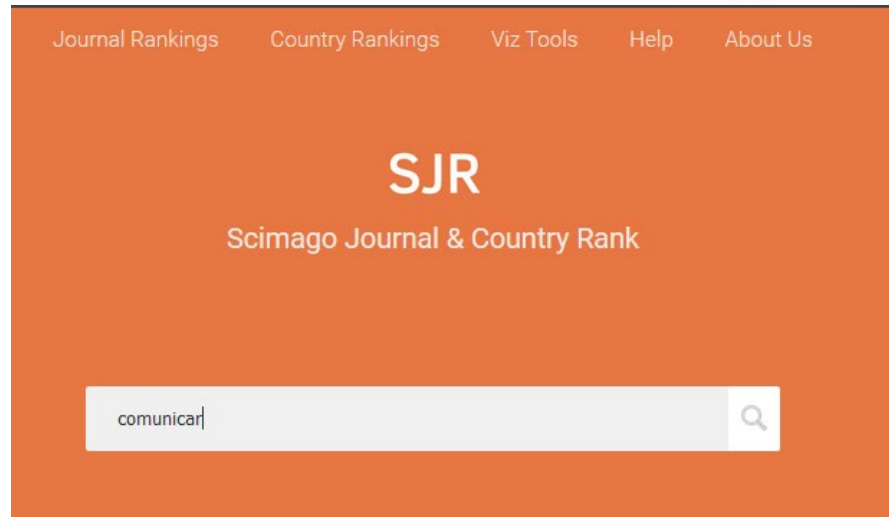 Journal Rankings Country Rankings Viz Tools Help About Us
SJR
Scimago Journal & Country Rank
comunicar